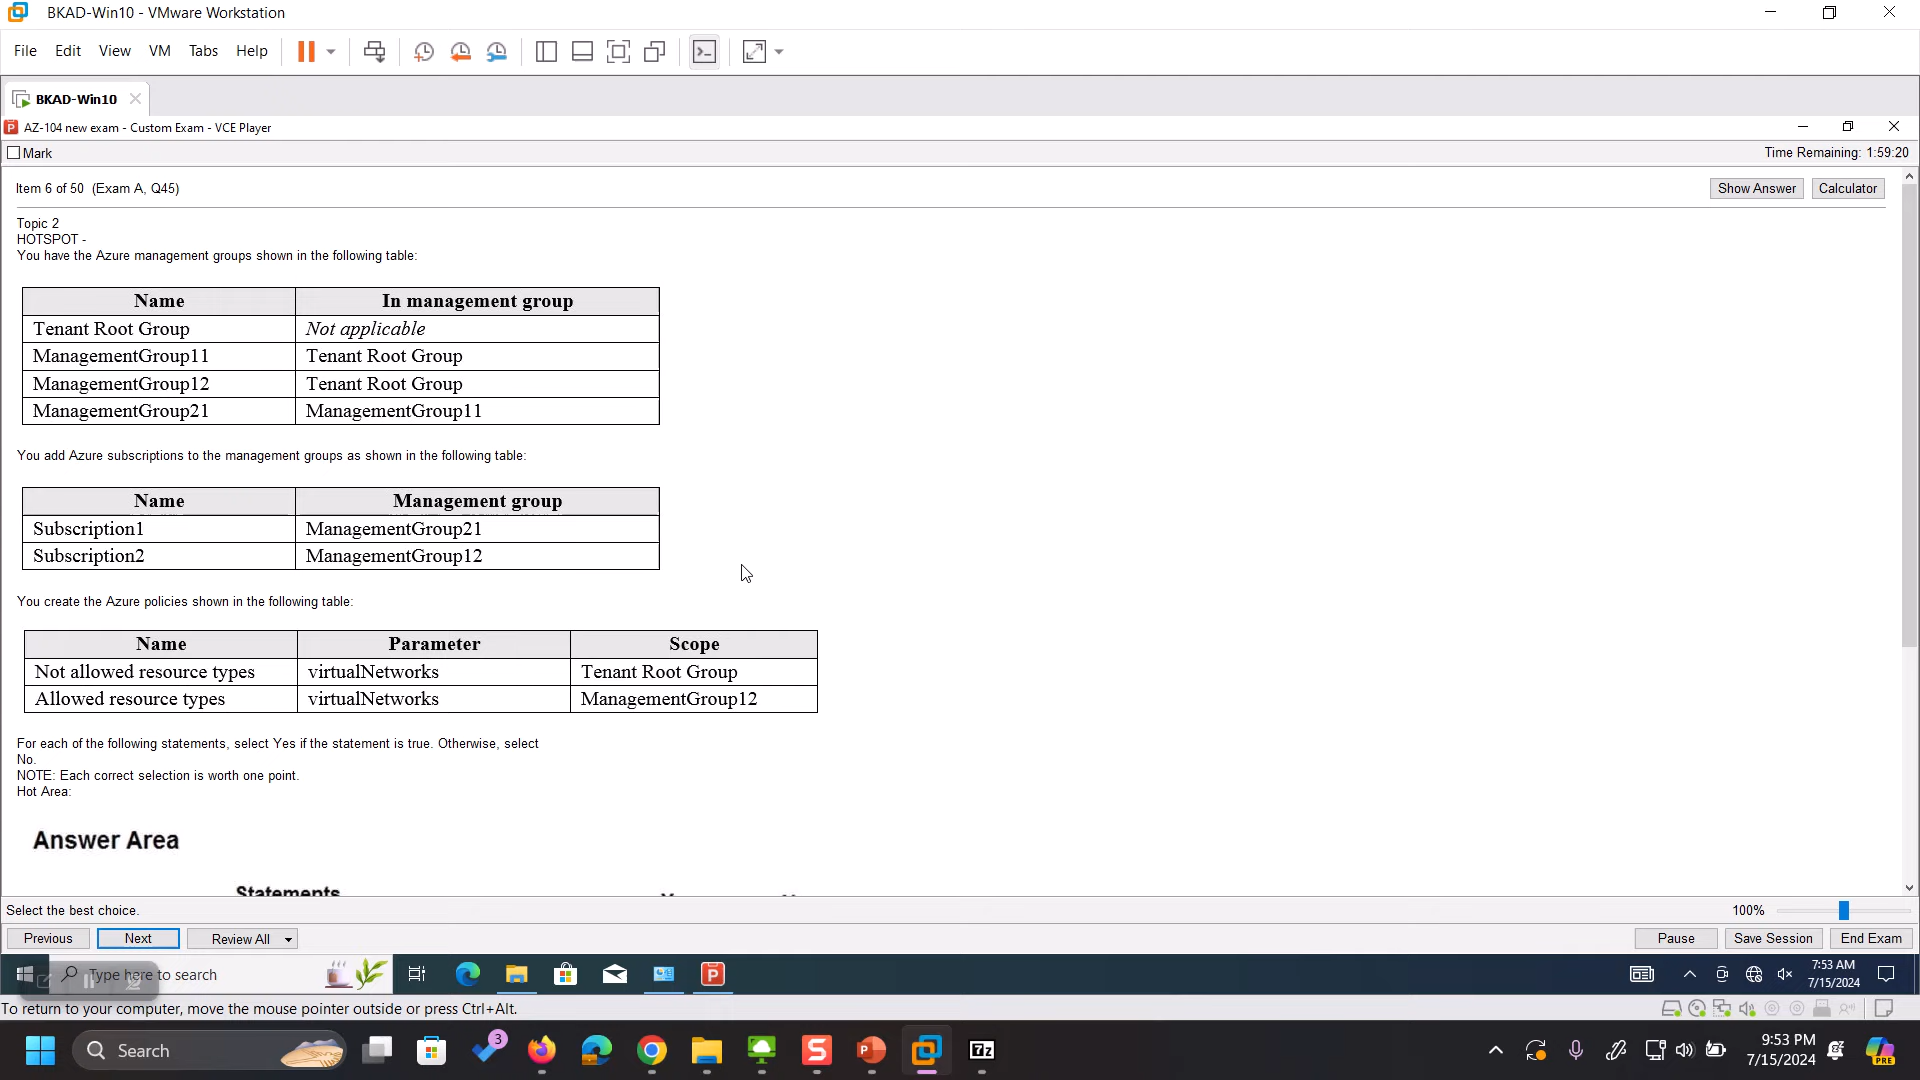 BKAD-Win10 - VMware Workstation
File Edit View VM Tabs Help
BKAD-Win10
AZ-104 new exam - Custom Exam - VCE Player
Mark
Time Remaining: 1:59:20
Item 6 of 50 (Exam A, Q45)
Show Answer Calculator
Topic 2
HOTSPOT -
You have the Azure management groups shown in the following table:
Name In management group
Tenant Root Group Not applicable
ManagementGroup11 Tenant Root Group
ManagementGroup12 Tenant Root Group
ManagementGroup21 ManagementGroup11
You add Azure subscriptions to the management groups as shown in the following table:
Name Management group
Subscription1 ManagementGroup21
Subscription2 ManagementGroup12
You create the Azure policies shown in the following table:
Name Parameter Scope
Not allowed resource types virtualNetworks Tenant Root Group
Allowed resource types virtualNetworks ManagementGroup12
For each of the following statements, select Yes if the statement is true. Otherwise, select
No.
NOTE: Each correct selection is worth one point.
Hot Area:
Answer Area
Statements
Select the best choice.
100%
Previous Next Review All
Pause Save Session End Exam
Type here to search
7:53 AM
7/15/2024
To return to your computer, move the mouse pointer outside or press Ctrl+Alt.
Search
3
7z
9:53 PM
7/15/2024
PRE